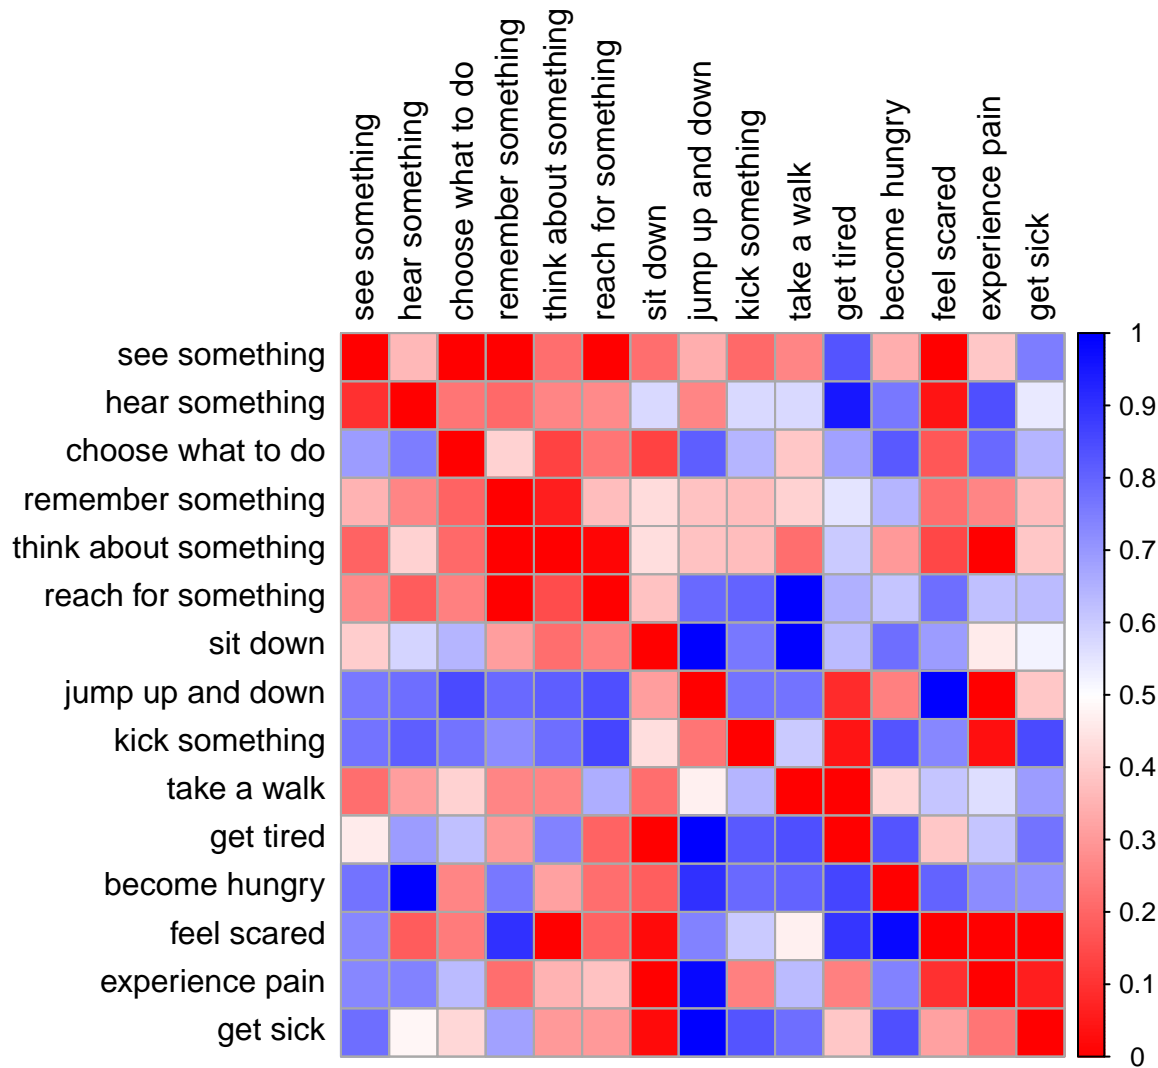 see something
hear something
choose what to do
remember something
think about something
reach for something
sit down
jump up and down
kick something
take a walk
get tired
become hungry
feel scared
experience pain
get sick
see something
hear something
choose what to do
remember something
think about something
reach for something
sit down
jump up and down
kick something
take a walk
get tired
become hungry
feel scared
experience pain
get sick
1
0.9
0.8
0.7
0.6
0.5
0.4
0.3
0.2
0.1
0